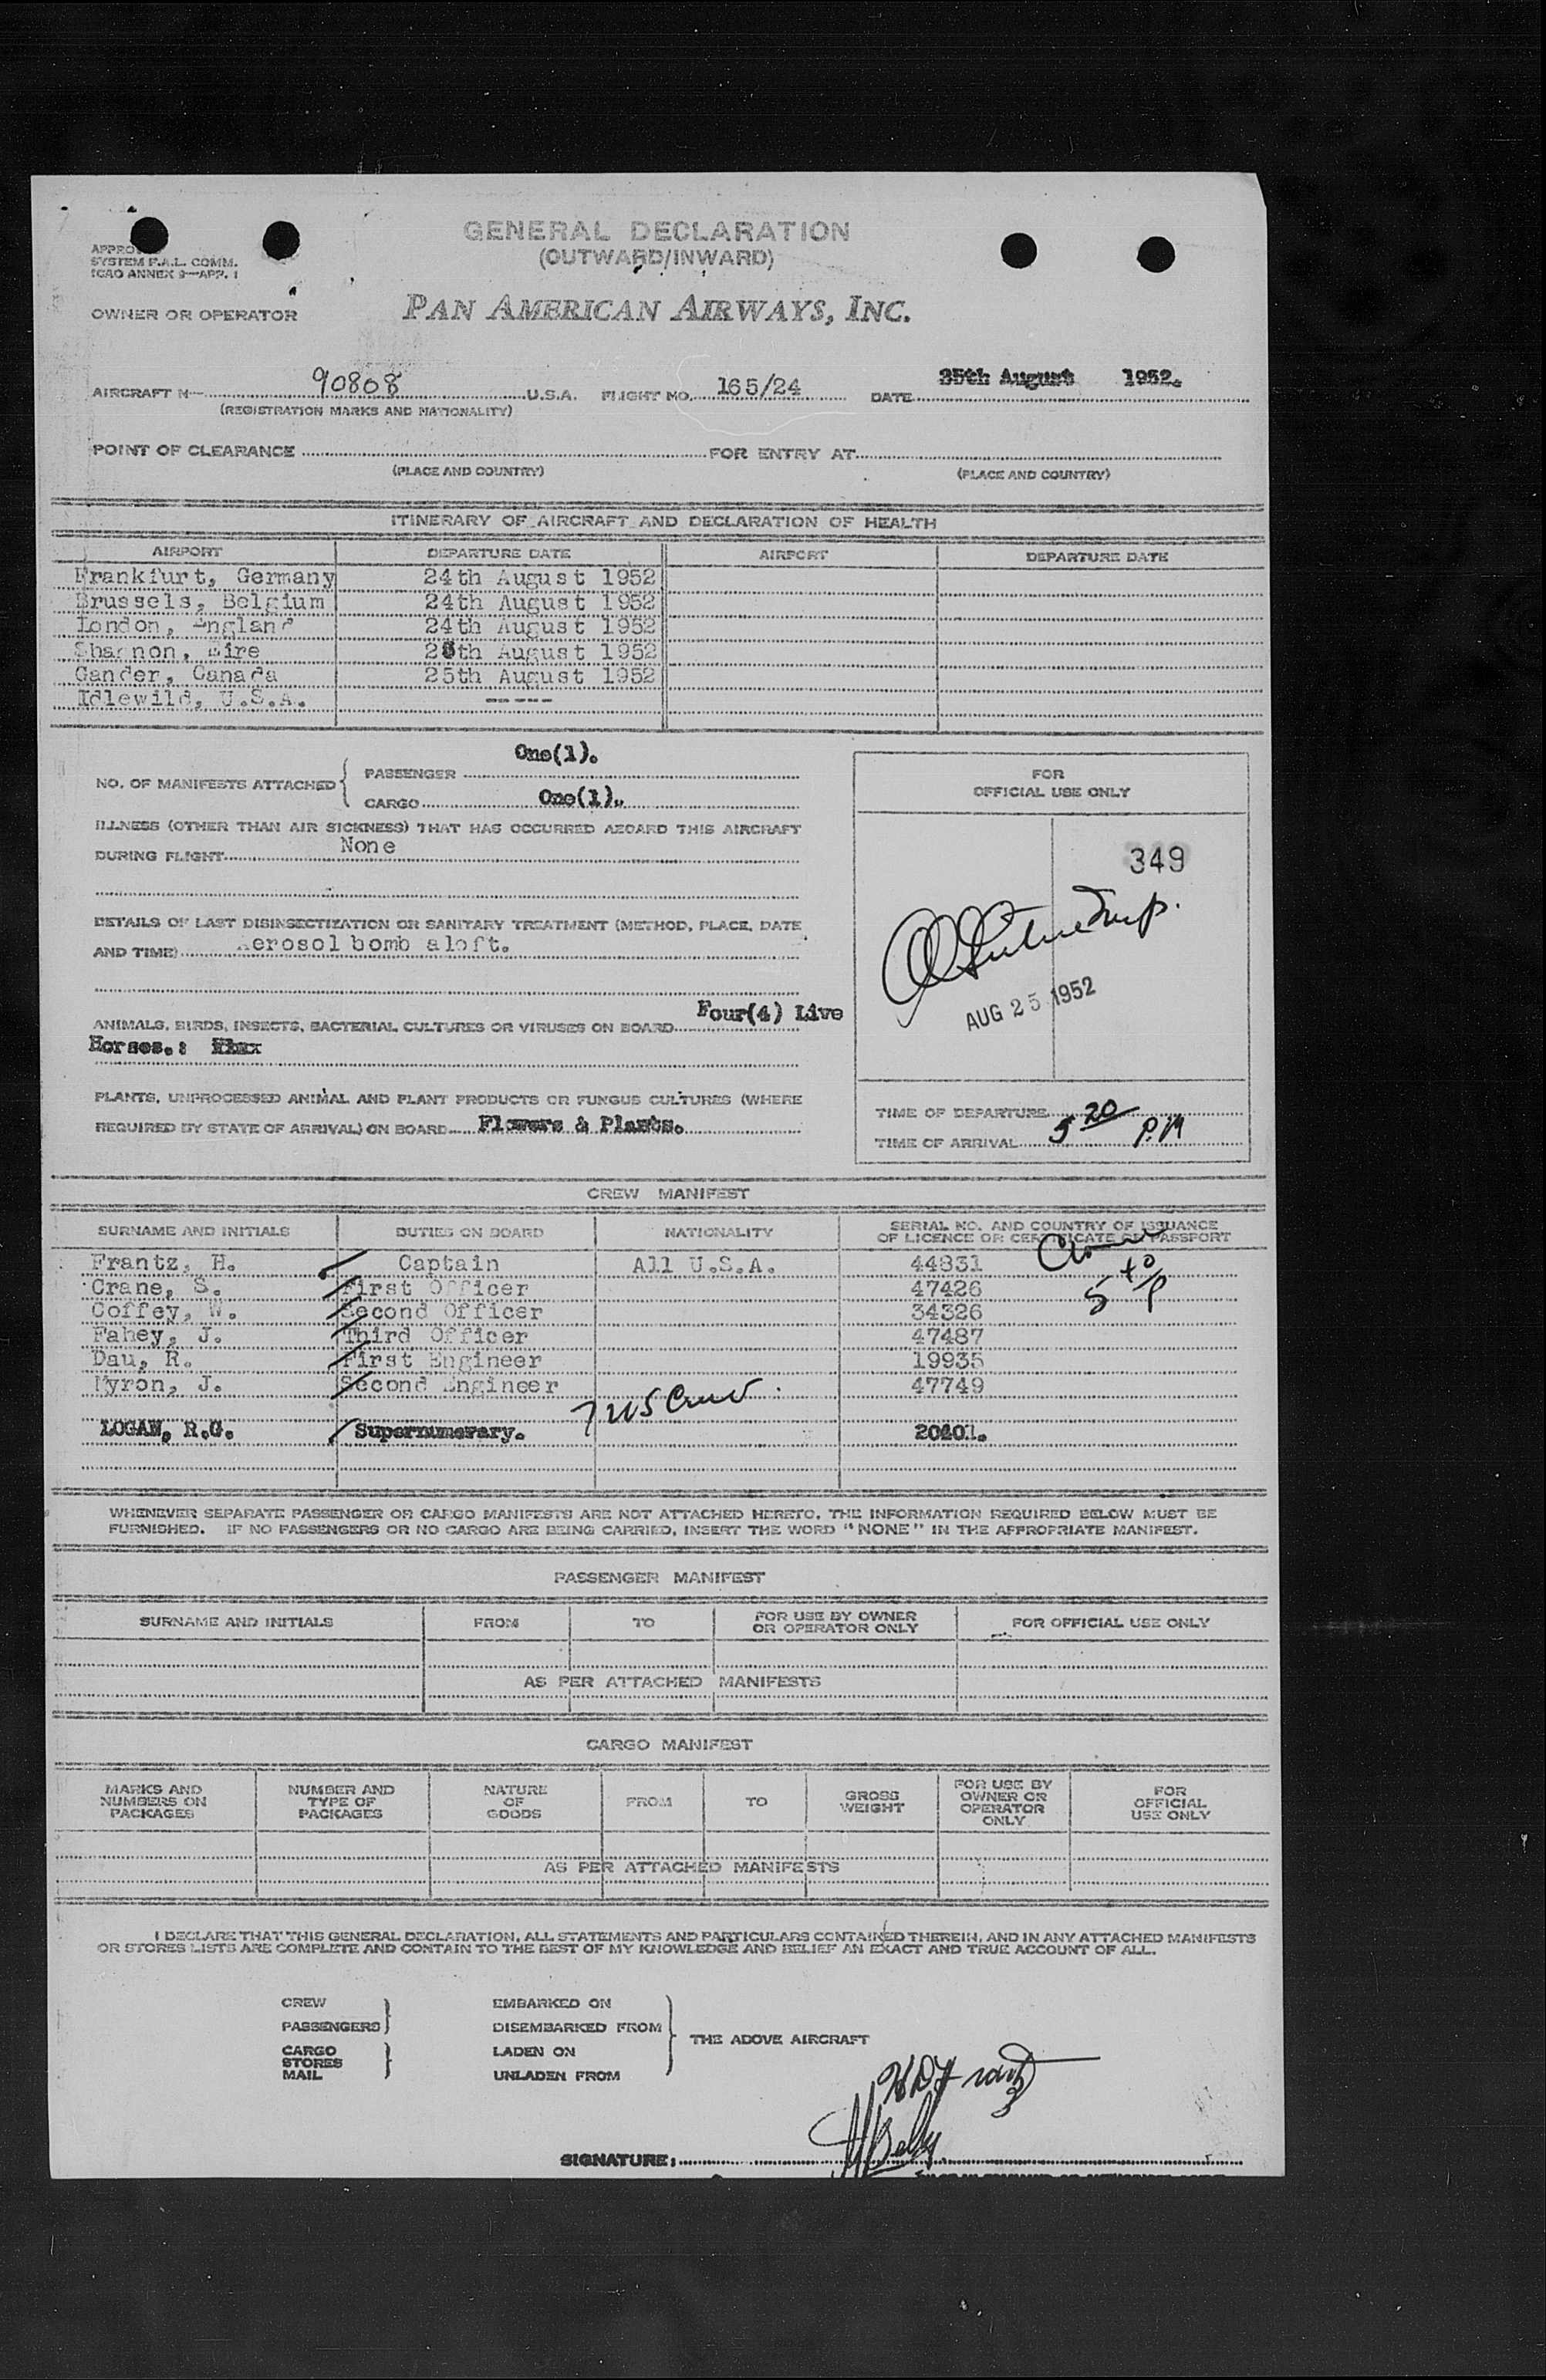 GENERAL DECLARATION
(OUTWARD/INWARD)
SYSTEM F.A.L. COMM.
ICAO ANNEX 9—APP. 1
OWNER OR OPERATOR PAN AMERICAN AIRWAYS, INC.
AIRCRAFT N— 90808 U.S.A. FLIGHT NO. 165/24 DATE 25th August 1952.
(REGISTRATION MARKS AND NATIONALITY)
POINT OF CLEARANCE FOR ENTRY AT
(PLACE AND COUNTRY) (PLACE AND COUNTRY)
ITINERARY OF AIRCRAFT AND DECLARATION OF HEALTH
AIRPORT DEPARTURE DATE AIRPORT DEPARTURE DATE
Frankfurt, Germany 24th August 1952
Brussels, Belgium 24th August 1952
London, England 24th August 1952
Shannon, Eire 25th August 1952
Gander, Canada 25th August 1952
Idlewild, U.S.A. -----
NO. OF MANIFESTS ATTACHED { PASSENGER One(1).
CARGO One(1).
ILLNESS (OTHER THAN AIR SICKNESS) THAT HAS OCCURRED ABOARD THIS AIRCRAFT
DURING FLIGHT None
DETAILS OF LAST DISINSECTIZATION OR SANITARY TREATMENT (METHOD, PLACE, DATE
AND TIME) Aerosol bomb aloft.
ANIMALS, BIRDS, INSECTS, BACTERIAL CULTURES OR VIRUSES ON BOARD Four(4) Live
Horses.:
PLANTS, UNPROCESSED ANIMAL AND PLANT PRODUCTS OR FUNGUS CULTURES (WHERE
REQUIRED BY STATE OF ARRIVAL) ON BOARD Flowers & Plants.
FOR
OFFICIAL USE ONLY
349
AUG 25 1952
TIME OF DEPARTURE
TIME OF ARRIVAL 5 20 P.M
CREW MANIFEST
SURNAME AND INITIALS DUTIES ON BOARD NATIONALITY SERIAL NO. AND COUNTRY OF ISSUANCE
OF LICENCE OR CERTIFICATE OR PASSPORT
Frantz, H. Captain All U.S.A. 44831
Crane, S. First Officer 47426
Coffey, W. Second Officer 34326
Fahey, J. Third Officer 47487
Dau, R. First Engineer 19935
Myron, J. Second Engineer 47749
7 US Crew
LOGAN, R.G. Supernumerary. 20401.
WHENEVER SEPARATE PASSENGER OR CARGO MANIFESTS ARE NOT ATTACHED HERETO, THE INFORMATION REQUIRED BELOW MUST BE
FURNISHED. IF NO PASSENGERS OR NO CARGO ARE BEING CARRIED, INSERT THE WORD "NONE" IN THE APPROPRIATE MANIFEST.
PASSENGER MANIFEST
SURNAME AND INITIALS FROM TO FOR USE BY OWNER
OR OPERATOR ONLY FOR OFFICIAL USE ONLY
AS PER ATTACHED MANIFESTS
CARGO MANIFEST
MARKS AND
NUMBERS ON
PACKAGES
NUMBER AND
TYPE OF
PACKAGES
NATURE
OF
GOODS
FROM
TO
GROSS
WEIGHT
FOR USE BY
OWNER OR
OPERATOR
ONLY
FOR
OFFICIAL
USE ONLY
AS PER ATTACHED MANIFESTS
I DECLARE THAT THIS GENERAL DECLARATION, ALL STATEMENTS AND PARTICULARS CONTAINED THEREIN, AND IN ANY ATTACHED MANIFESTS
OR STORES LISTS ARE COMPLETE AND CONTAIN TO THE BEST OF MY KNOWLEDGE AND BELIEF AN EXACT AND TRUE ACCOUNT OF ALL.
CREW
PASSENGERS }
CARGO
STORES
MAIL }
EMBARKED ON
DISEMBARKED FROM
LADEN ON
UNLADEN FROM
} THE ABOVE AIRCRAFT
HD Frantz
SIGNATURE: